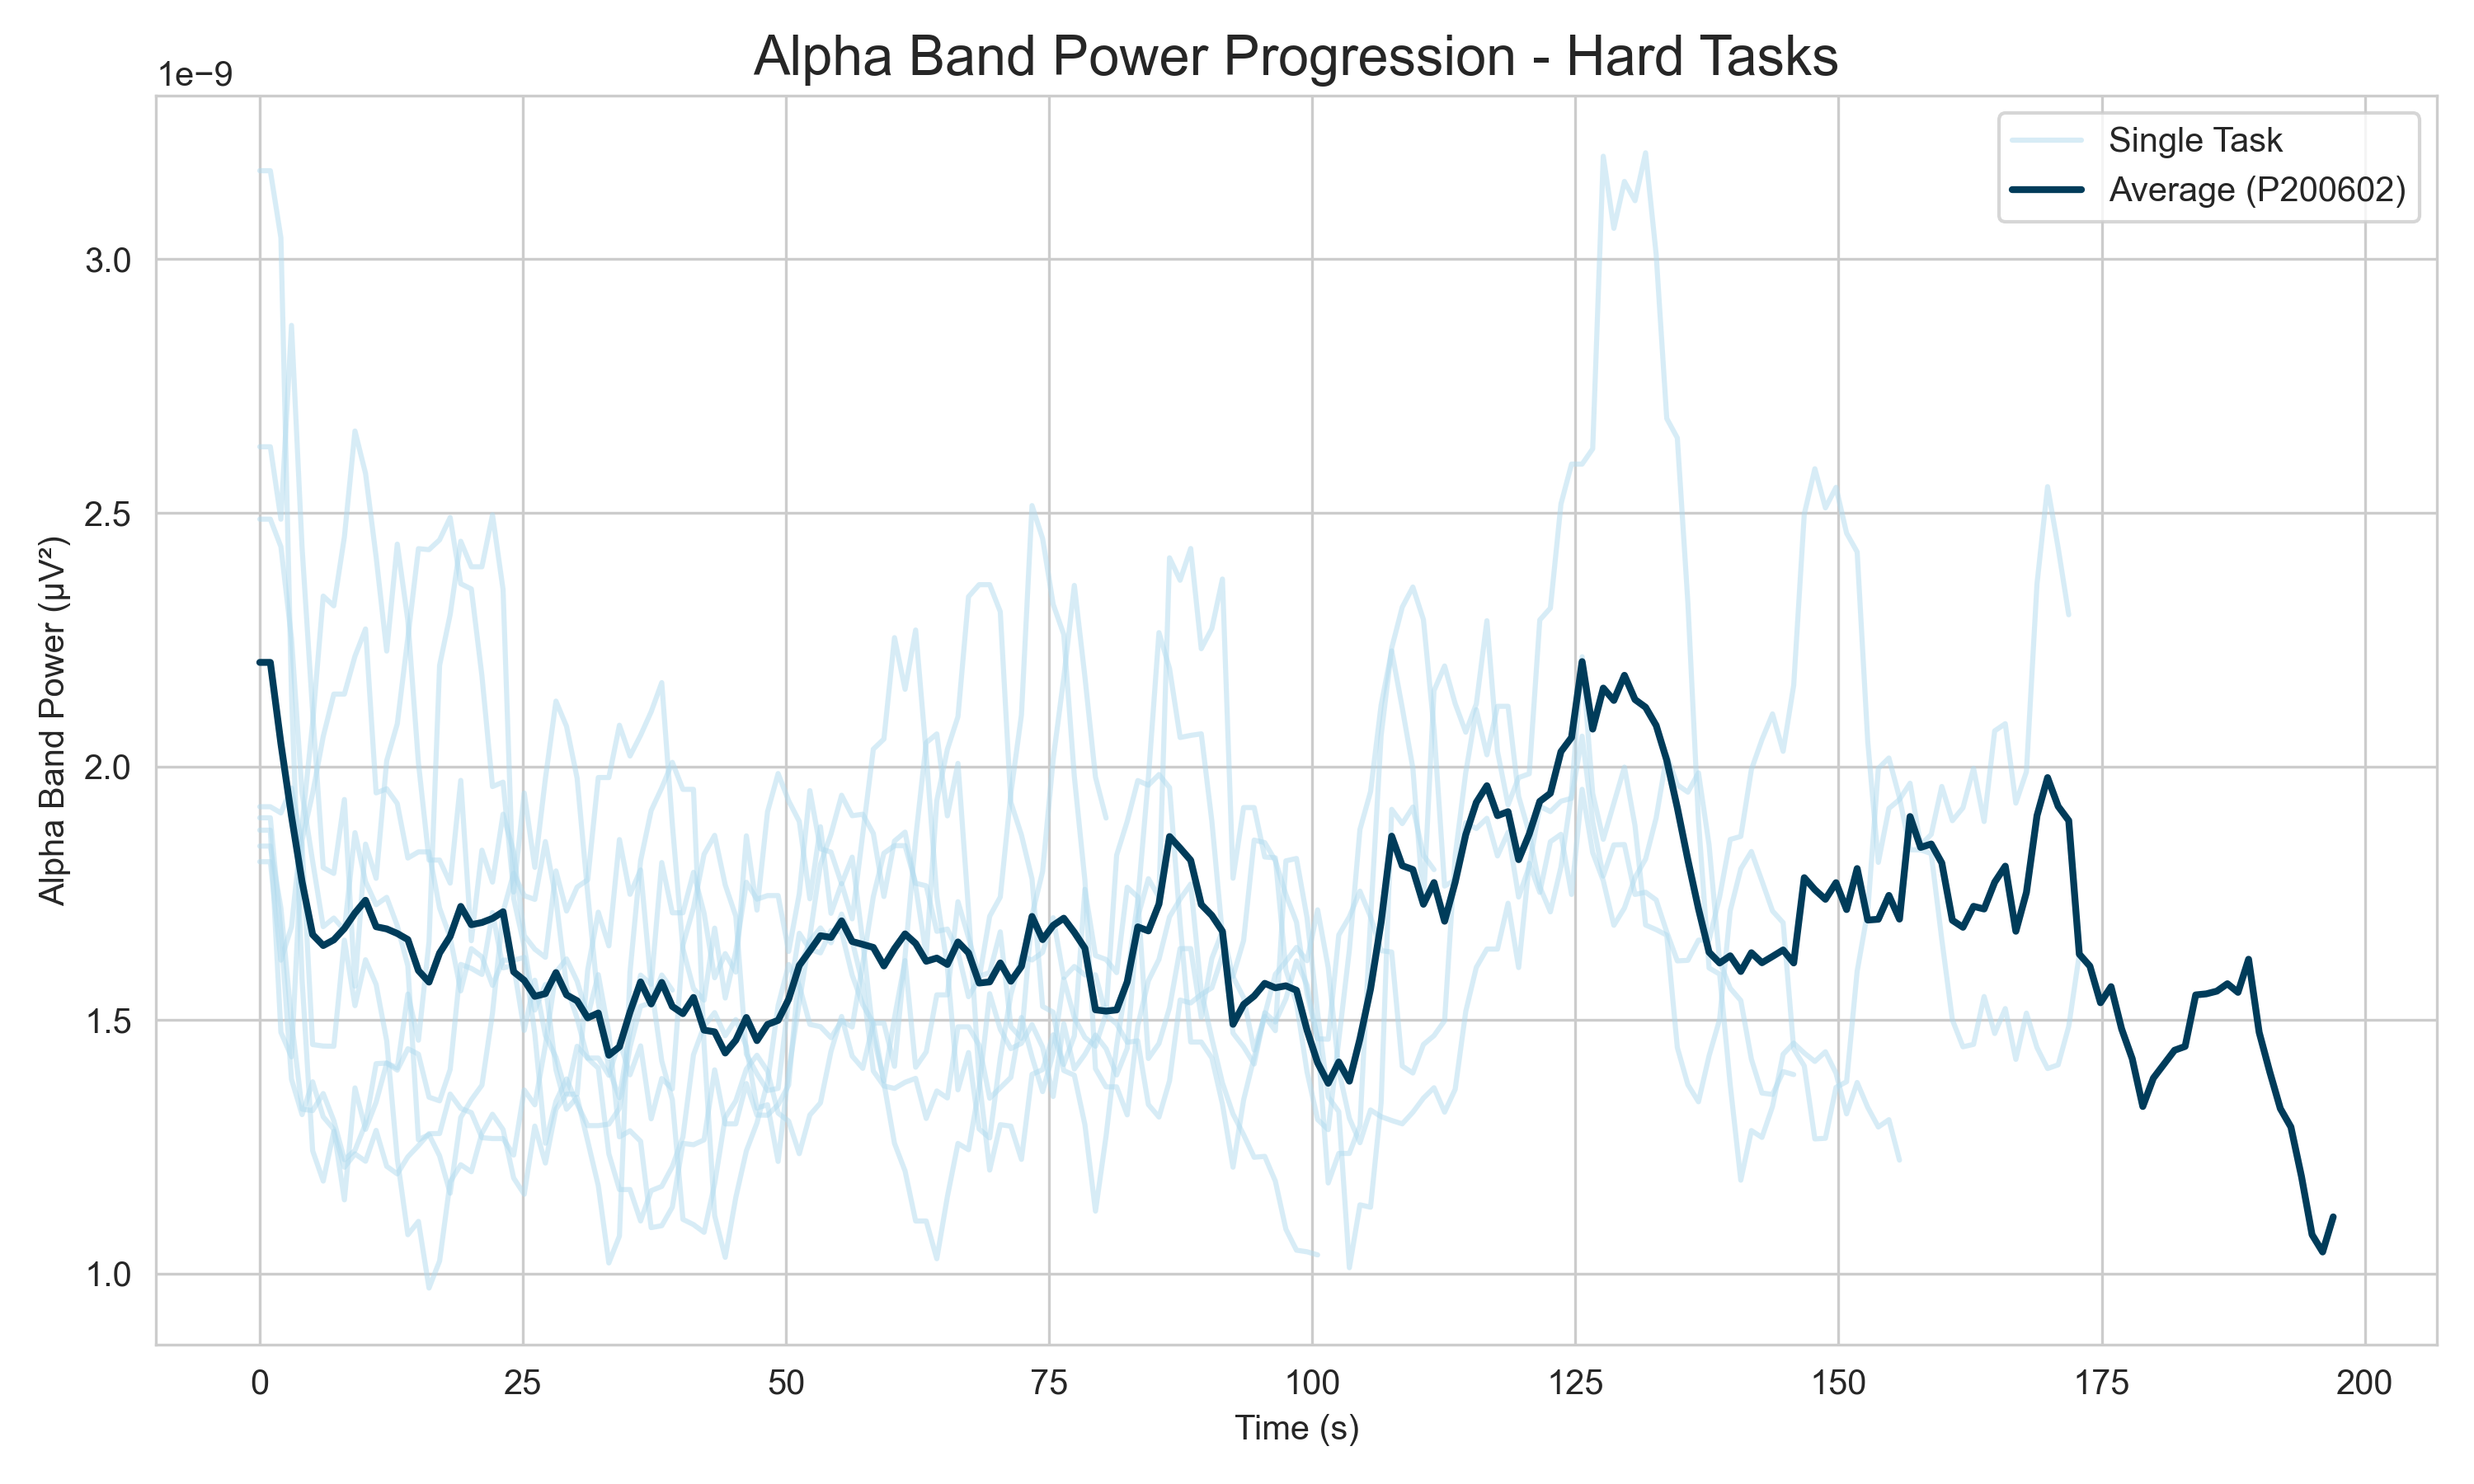 Alpha Band Power Progression - Hard Tasks
1e−9
Single Task
Average (P200602)
3.0
2.5
2.0
1.5
1.0
Alpha Band Power (µV²)
0 25 50 75 100 125 150 175 200
Time (s)